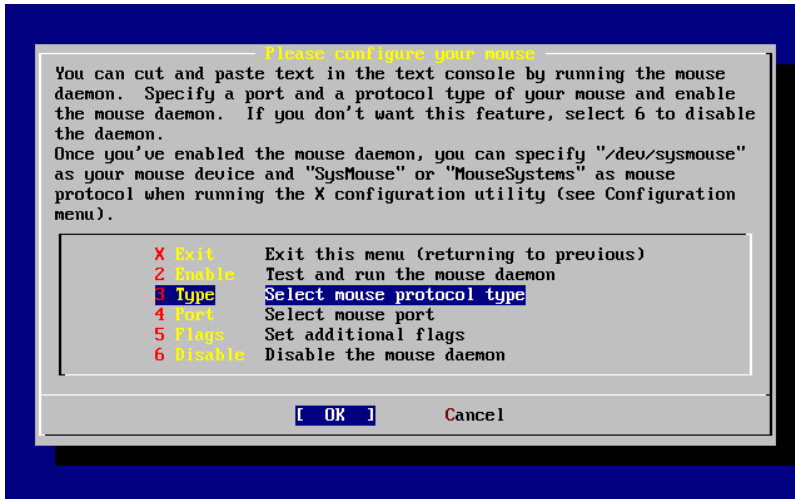 Please configure your mouse
You can cut and paste text in the text console by running the mouse
daemon.  Specify a port and a protocol type of your mouse and enable
the mouse daemon.  If you don't want this feature, select 6 to disable
the daemon.
Once you've enabled the mouse daemon, you can specify "/dev/sysmouse"
as your mouse device and "SysMouse" or "MouseSystems" as mouse
protocol when running the X configuration utility (see Configuration
menu).
X Exit Exit this menu (returning to previous)
2 Enable Test and run the mouse daemon
3 Type Select mouse protocol type
4 Port Select mouse port
5 Flags Set additional flags
6 Disable Disable the mouse daemon
[ OK ] Cancel